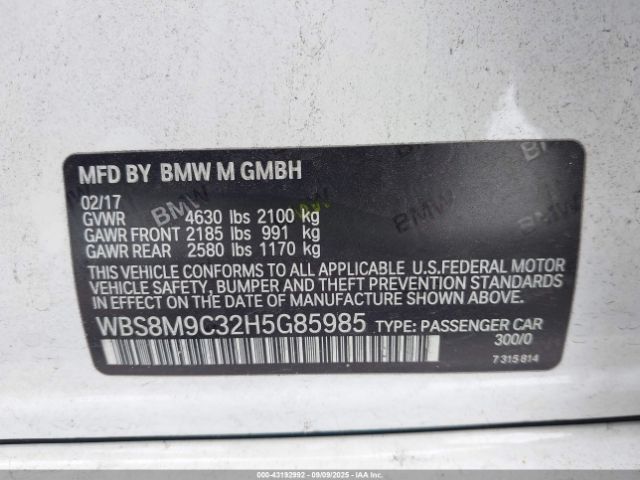 MFD BY BMW M GMBH
02/17
GVWR 4630 lbs 2100 kg
GAWR FRONT 2185 lbs 991 kg
GAWR REAR 2580 lbs 1170 kg
THIS VEHICLE CONFORMS TO ALL APPLICABLE U.S.FEDERAL MOTOR
VEHICLE SAFETY, BUMPER AND THEFT PREVENTION STANDARDS
IN EFFECT ON THE DATE OF MANUFACTURE SHOWN ABOVE.
WBS8M9C32H5G85985 TYPE: PASSENGER CAR
300/0
7 315 814
000-43192992 - 09/09/2025 - IAAI.COM